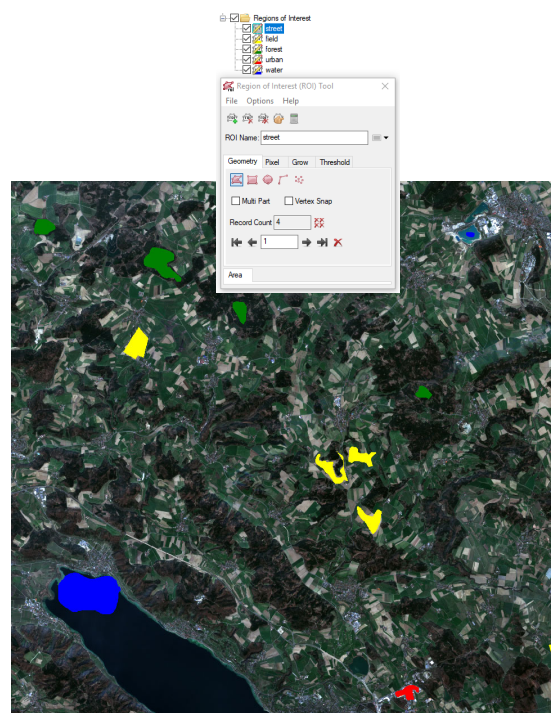 Regions of Interest
street
field
forest
urban
water
Region of Interest (ROI) Tool
File Options Help
ROI Name: street
Geometry Pixel Grow Threshold
Multi Part Vertex Snap
Record Count 4
1
Area